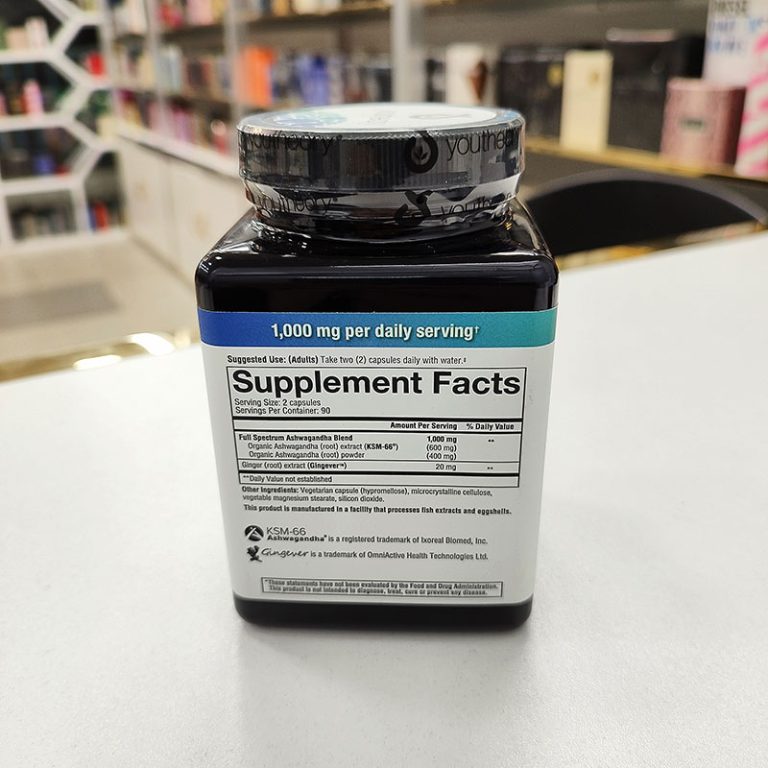 youtheory
youtheory
youtheory
1,000 mg per daily serving†
Suggested Use: (Adults) Take two (2) capsules daily with water.‡
Supplement Facts
Serving Size: 2 capsules
Servings Per Container: 90
Amount Per Serving % Daily Value
Full Spectrum Ashwagandha Blend 1,000 mg **
Organic Ashwagandha (root) extract (KSM-66®) (600 mg)
Organic Ashwagandha (root) powder (400 mg)
Ginger (root) extract (Gingever™) 20 mg **
**Daily Value not established
Other Ingredients: Vegetarian capsule (hypromellose), microcrystalline cellulose,
vegetable magnesium stearate, silicon dioxide.
This product is manufactured in a facility that processes fish extracts and eggshells.
KSM-66
Ashwagandha® is a registered trademark of Ixoreal Biomed, Inc.
Gingever is a trademark of OmniActive Health Technologies Ltd.
*These statements have not been evaluated by the Food and Drug Administration.
This product is not intended to diagnose, treat, cure or prevent any disease.